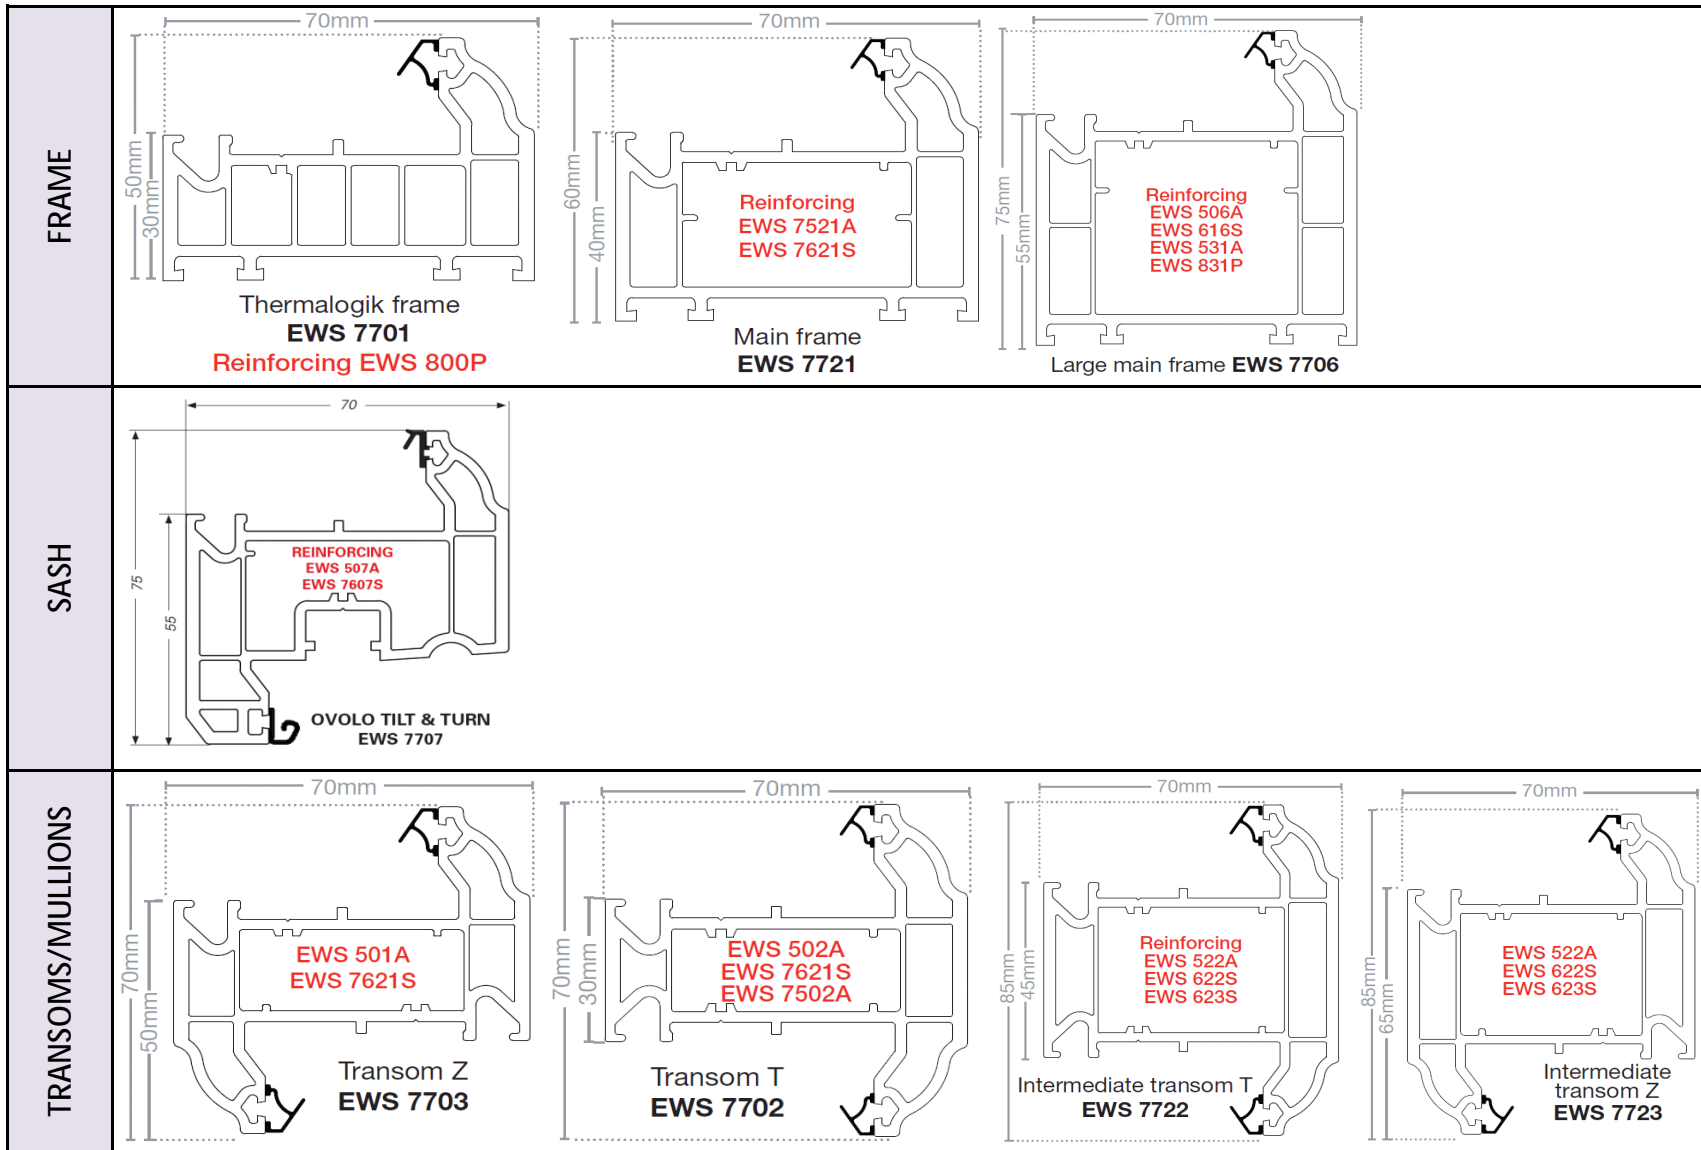 FRAME
70mm
50mm
30mm
Thermalogik frame
EWS 7701
Reinforcing EWS 800P
70mm
60mm
40mm
Reinforcing
EWS 7521A
EWS 7621S
Main frame
EWS 7721
70mm
75mm
55mm
Reinforcing
EWS 506A
EWS 616S
EWS 531A
EWS 831P
Large main frame EWS 7706
SASH
70
75
55
REINFORCING
EWS 507A
EWS 7607S
OVOLO TILT & TURN
EWS 7707
TRANSOMS/MULLIONS
70mm
70mm
50mm
EWS 501A
EWS 7621S
Transom Z
EWS 7703
70mm
70mm
30mm
EWS 502A
EWS 7621S
EWS 7502A
Transom T
EWS 7702
70mm
85mm
45mm
Reinforcing
EWS 522A
EWS 622S
EWS 623S
Intermediate transom T
EWS 7722
70mm
85mm
65mm
EWS 522A
EWS 622S
EWS 623S
Intermediate
transom Z
EWS 7723